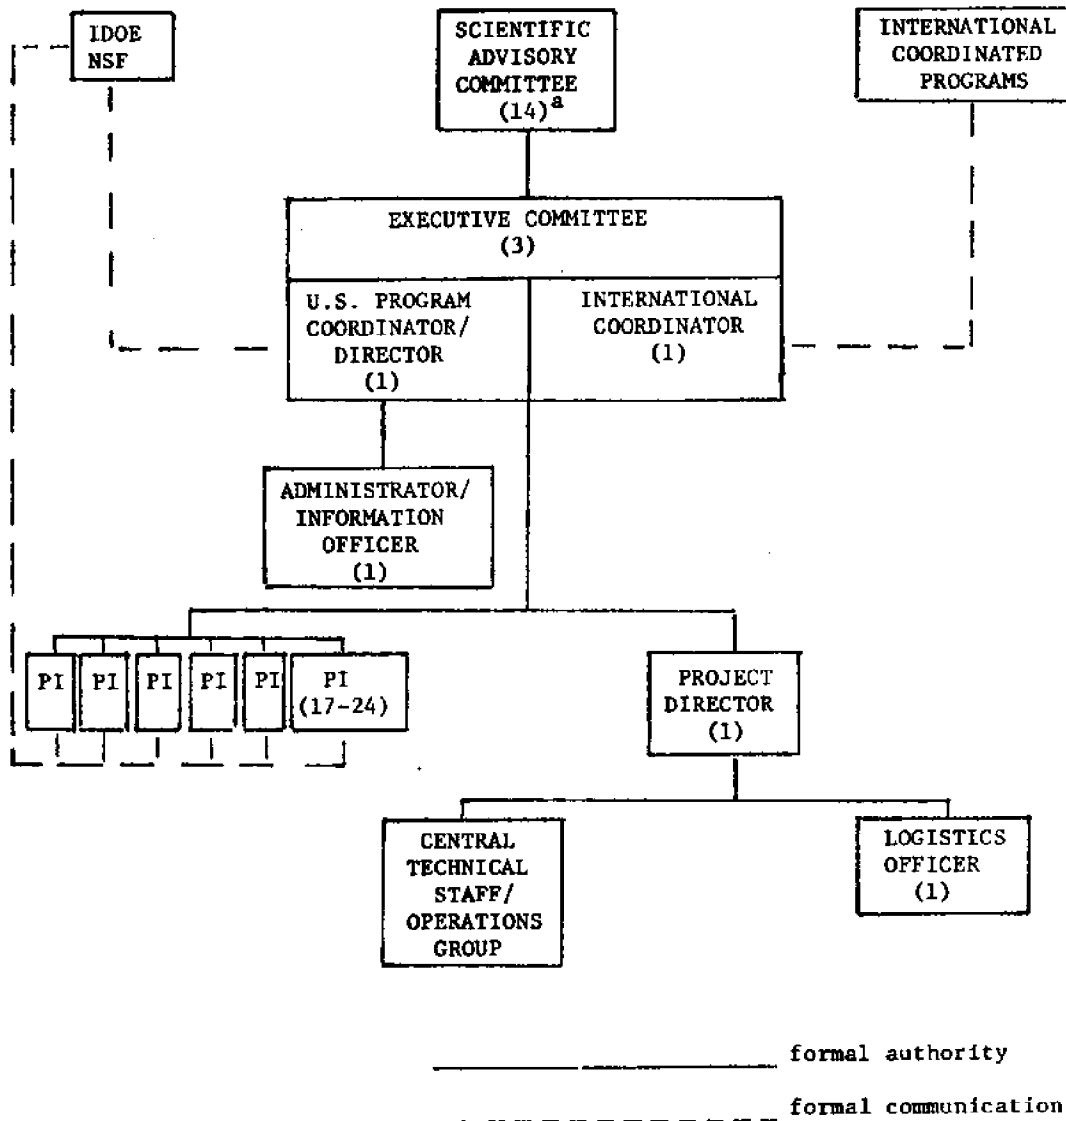 IDOE
NSF
SCIENTIFIC
ADVISORY
COMMITTEE
(14)a
INTERNATIONAL
COORDINATED
PROGRAMS
EXECUTIVE COMMITTEE
(3)
U.S. PROGRAM
COORDINATOR/
DIRECTOR
(1)
INTERNATIONAL
COORDINATOR
(1)
ADMINISTRATOR/
INFORMATION
OFFICER
(1)
PI
PI
PI
PI
PI
PI
(17-24)
PROJECT
DIRECTOR
(1)
CENTRAL
TECHNICAL
STAFF/
OPERATIONS
GROUP
LOGISTICS
OFFICER
(1)
formal authority
formal communication